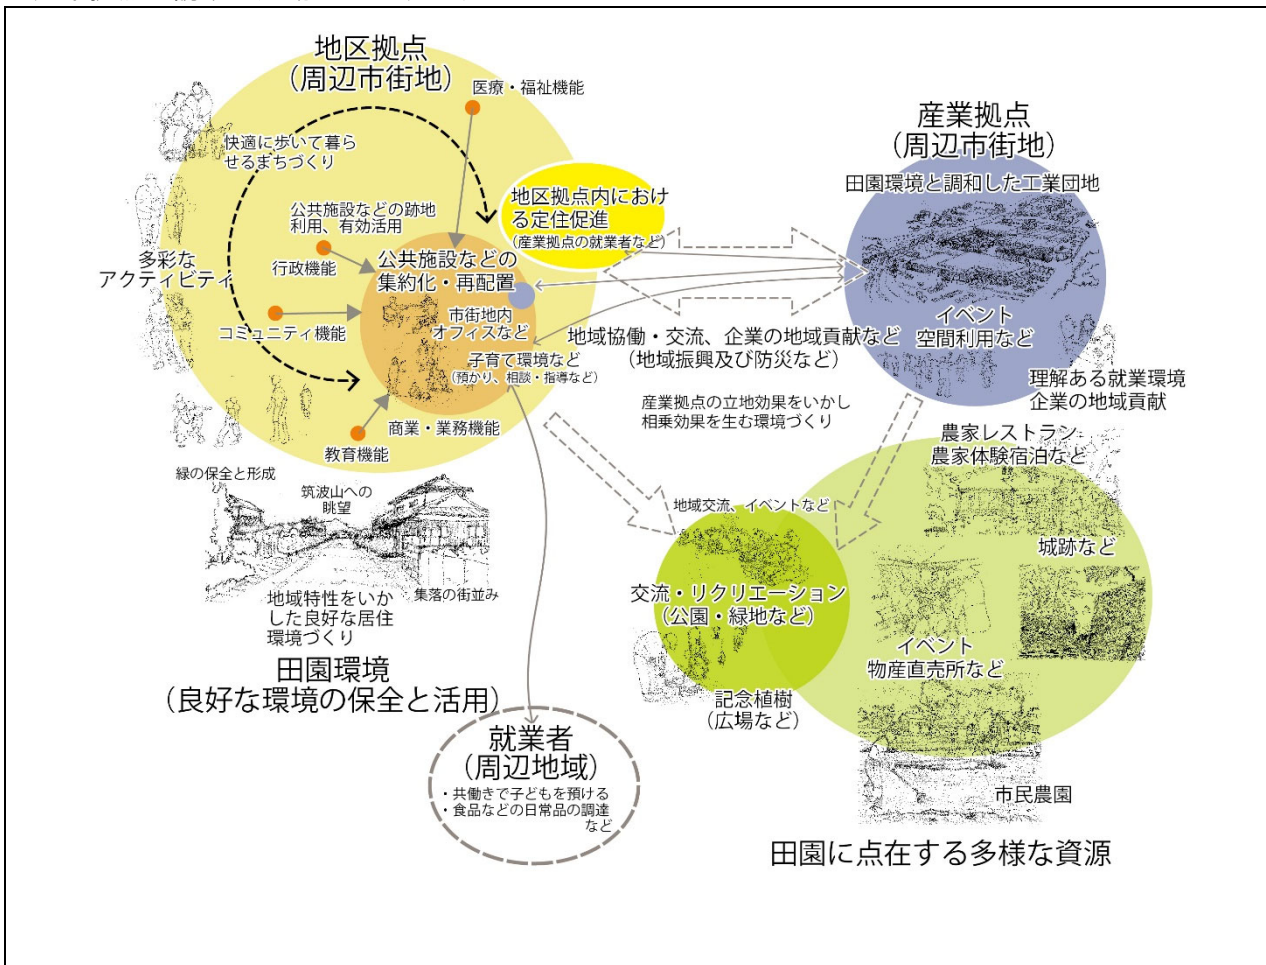 地区拠点
（周辺市街地）
医療・福祉機能
快適に歩いて暮ら
せるまちづくり
地区拠点内におけ
る定住促進
（産業拠点の就業者など）
公共施設などの跡地
利用、有効活用
行政機能
公共施設などの
集約化・再配置
多彩な
アクティビティ
コミュニティ機能
市街地内
オフィスなど
子育て環境など
（預かり、相談・指導など）
商業・業務機能
教育機能
産業拠点
（周辺市街地）
田園環境と調和した工業団地
イベント
空間利用など
理解ある就業環境
企業の地域貢献
地域協働・交流、企業の地域貢献など
（地域振興及び防災など）
産業拠点の立地効果をいかし
相乗効果を生む環境づくり
緑の保全と形成
筑波山への
眺望
集落の街並み
地域特性をいか
した良好な居住
環境づくり
田園環境
（良好な環境の保全と活用）
就業者
（周辺地域）
・共働きで子どもを預ける
・食品などの日常品の調達
など
農家レストラン
農家体験宿泊など
地域交流、イベントなど
城跡など
交流・リクリエーション
（公園・緑地など）
イベント
物産直売所など
記念植樹
（広場など）
市民農園
田園に点在する多様な資源